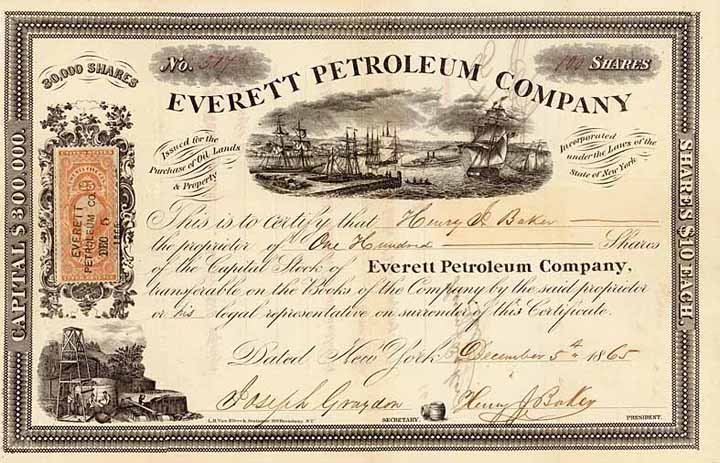 30,000 SHARES
No. 517
100 SHARES
EVERETT PETROLEUM COMPANY
Issued for the
Purchase of Oil Lands
& Property
Incorporated
under the Laws of the
State of New York
CAPITAL $300,000.
SHARES $10 EACH.
EVERETT
PETROLEUM CO
DEC 5
1865
This is to certify that Henry J. Baker
the proprietor of One Hundred Shares
of the Capital Stock of Everett Petroleum Company,
transferable on the Books of the Company by the said proprietor
or his legal representative on surrender of this Certificate.
Dated New York December 5th 1865
Joseph Graydon
Henry J. Baker
SECRETARY.
PRESIDENT.